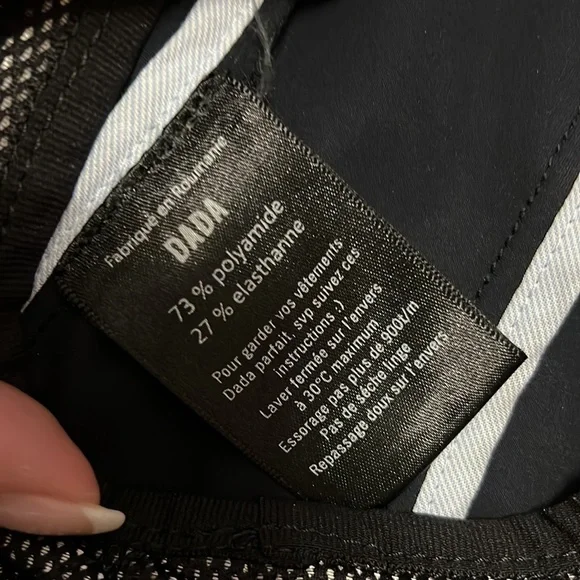 Fabriqué en Roumanie
DADA
73 % polyamide
27 % elasthanne
Pour garder vos vêtements
Dada parfait, svp suivez ces
instructions :)
Laver fermée sur l'envers
à 30°C maximum
Essorage pas plus de 900t/m
Pas de sèche linge
Repassage doux sur l'envers